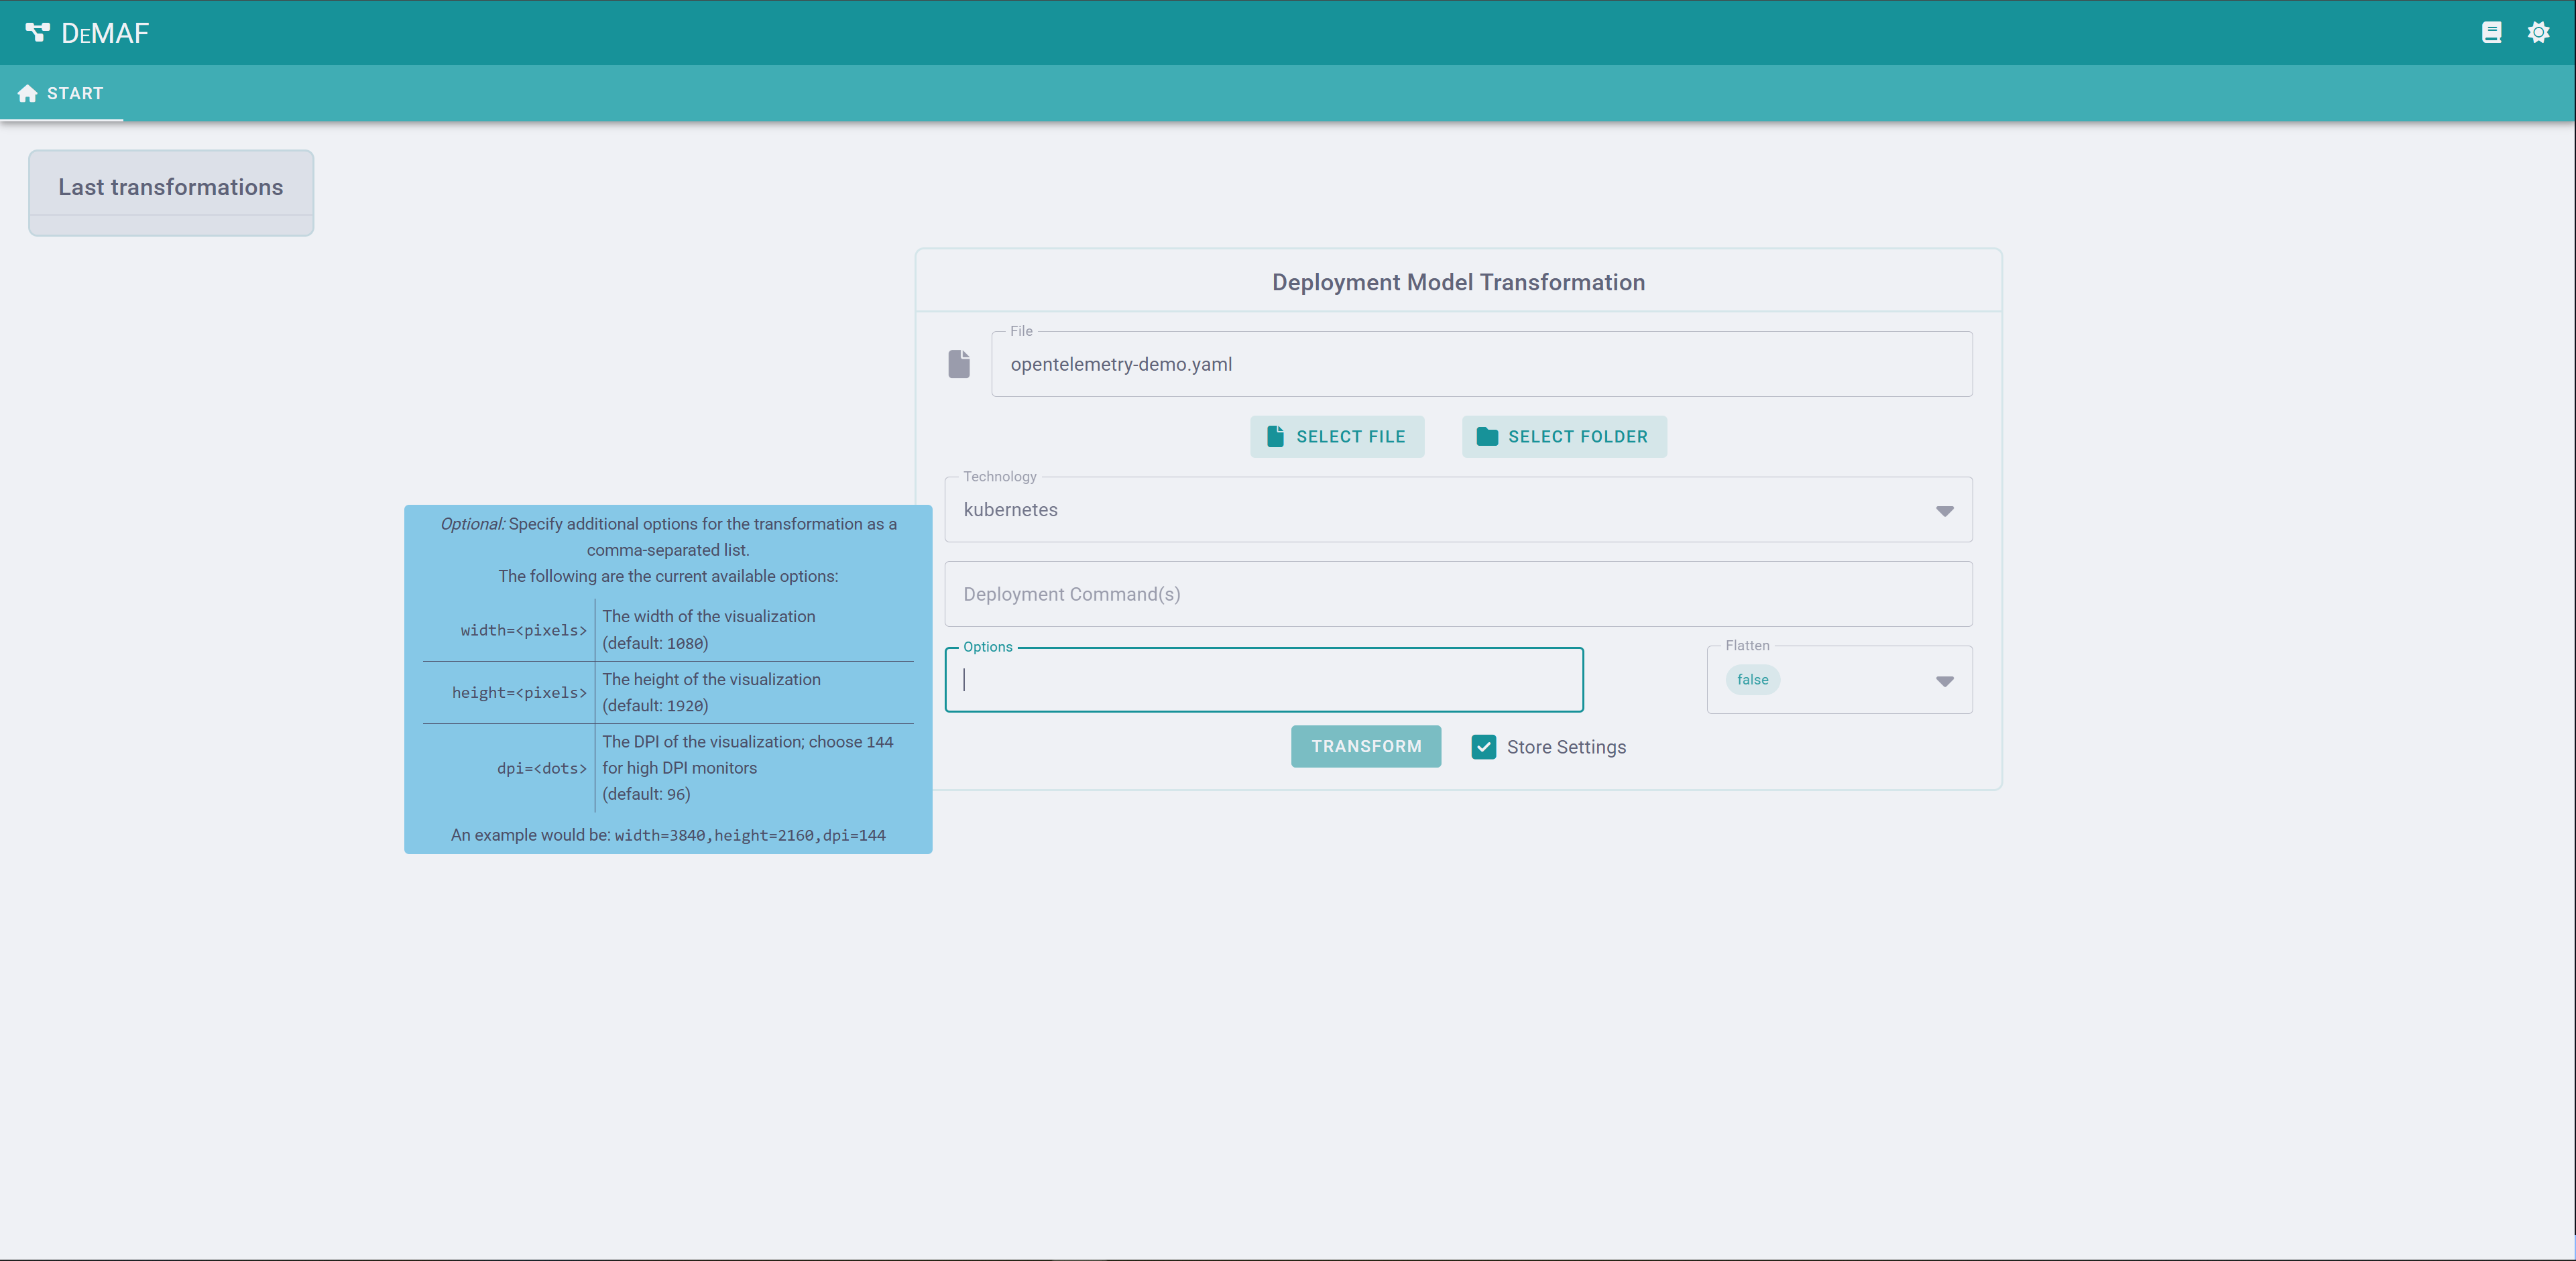 DEMAF
START
Last transformations
Deployment Model Transformation
File
opentelemetry-demo.yaml
SELECT FILE
SELECT FOLDER
Technology
kubernetes
Deployment Command(s)
Options
Flatten
false
TRANSFORM
Store Settings
Optional: Specify additional options for the transformation as a
comma-separated list.
The following are the current available options:
width=<pixels>
The width of the visualization
(default: 1080)
height=<pixels>
The height of the visualization
(default: 1920)
dpi=<dots>
The DPI of the visualization; choose 144
for high DPI monitors
(default: 96)
An example would be: width=3840,height=2160,dpi=144